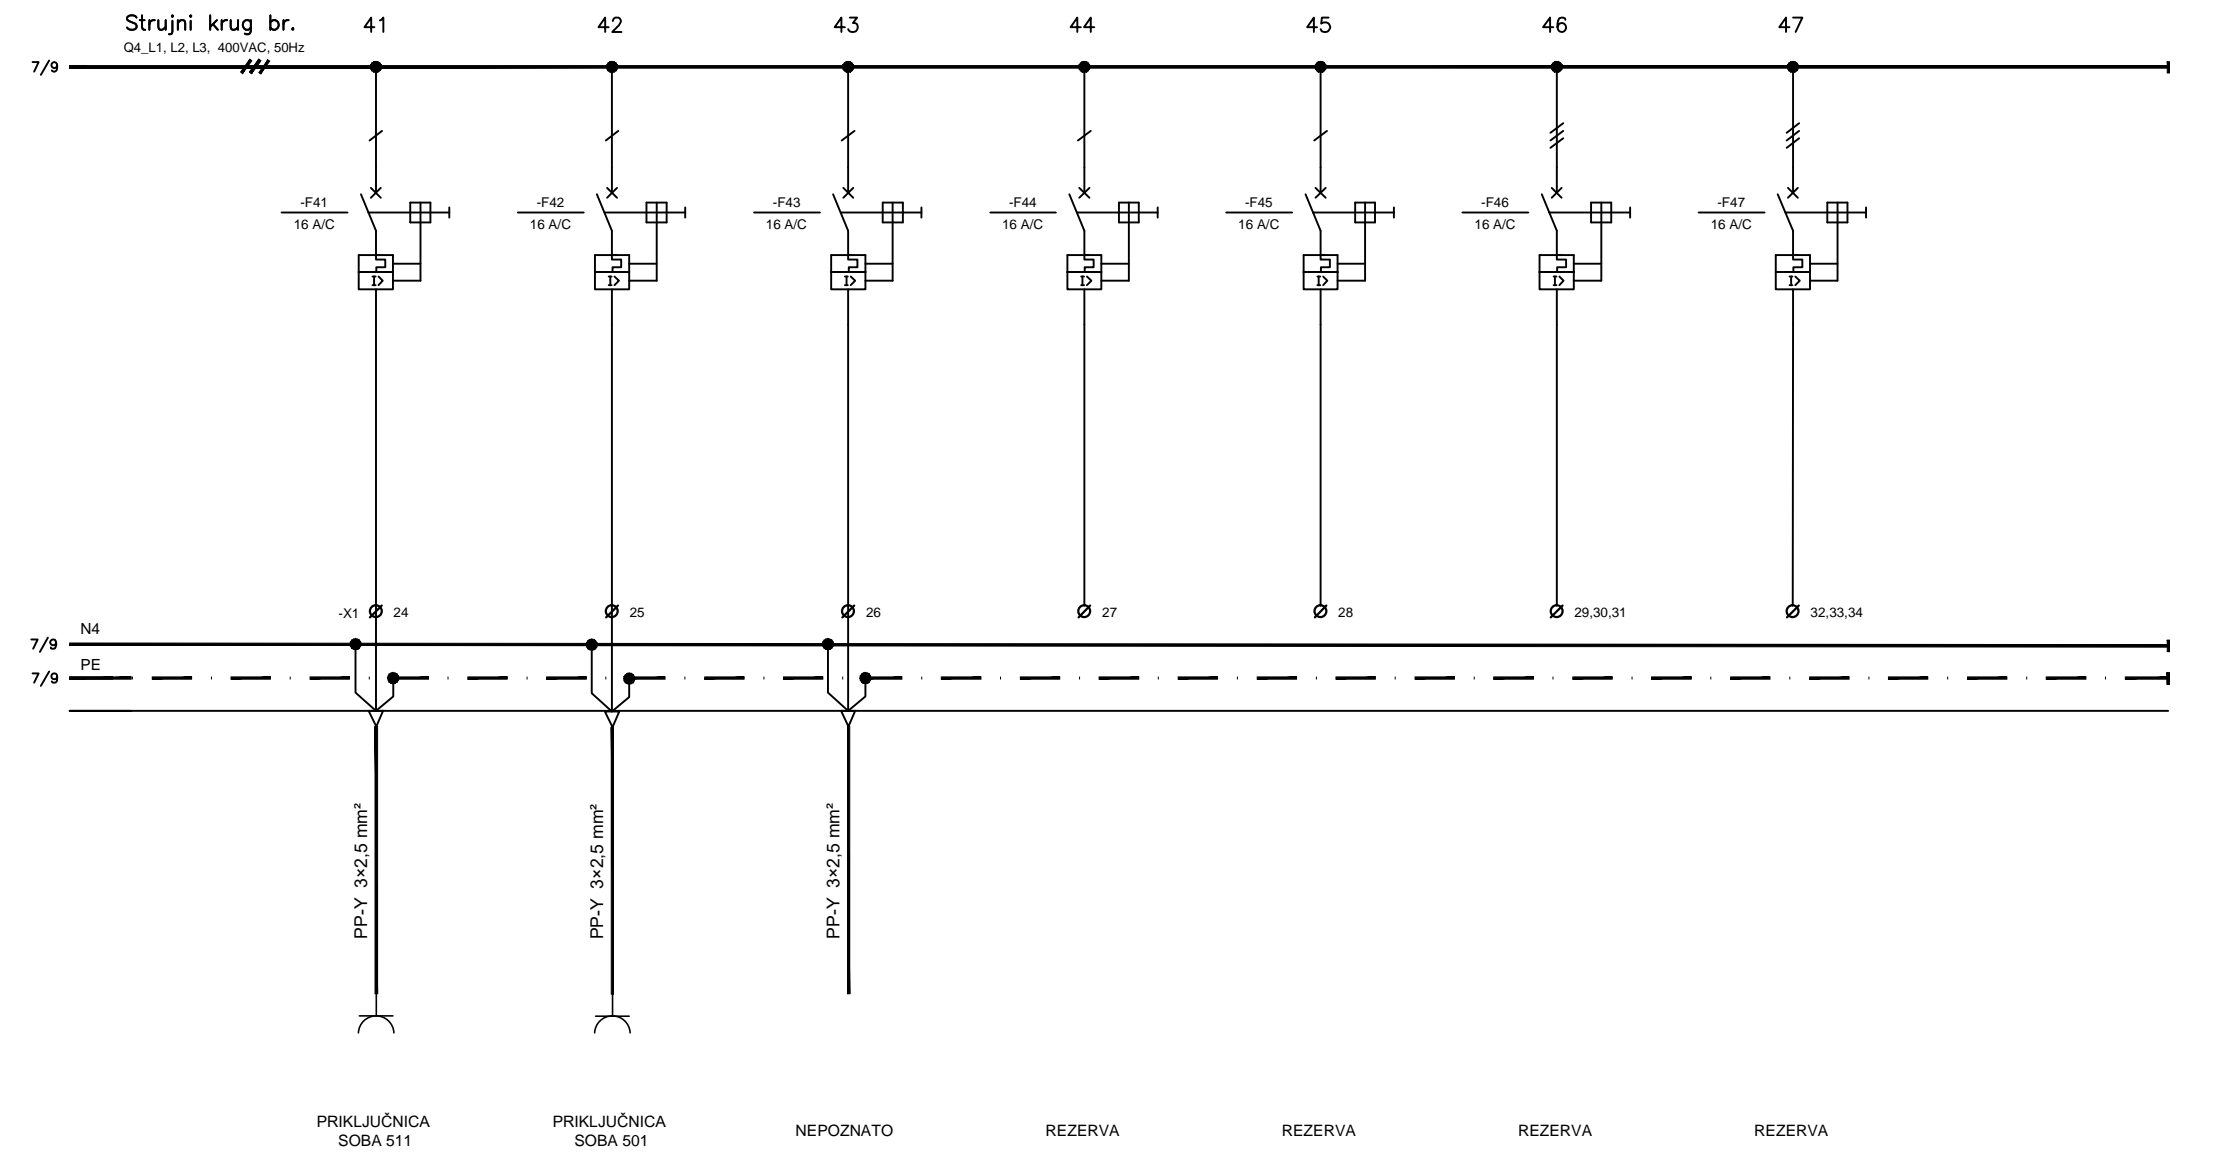 Strujni krug br. 41 42 43 44 45 46 47
Q4_L1, L2, L3, 400VAC, 50Hz
7/9
-F41 -F42 -F43 -F44 -F45 -F46 -F47
16 A/C 16 A/C 16 A/C 16 A/C 16 A/C 16 A/C 16 A/C
I> I> I> I> I> I> I>
-X1 24 25 26 27 28 29,30,31 32,33,34
N4
7/9
PE
7/9
PP-Y 3×2,5 mm² PP-Y 3×2,5 mm² PP-Y 3×2,5 mm²
PRIKLJUČNICA
SOBA 511
PRIKLJUČNICA
SOBA 501
NEPOZNATO
REZERVA
REZERVA
REZERVA
REZERVA